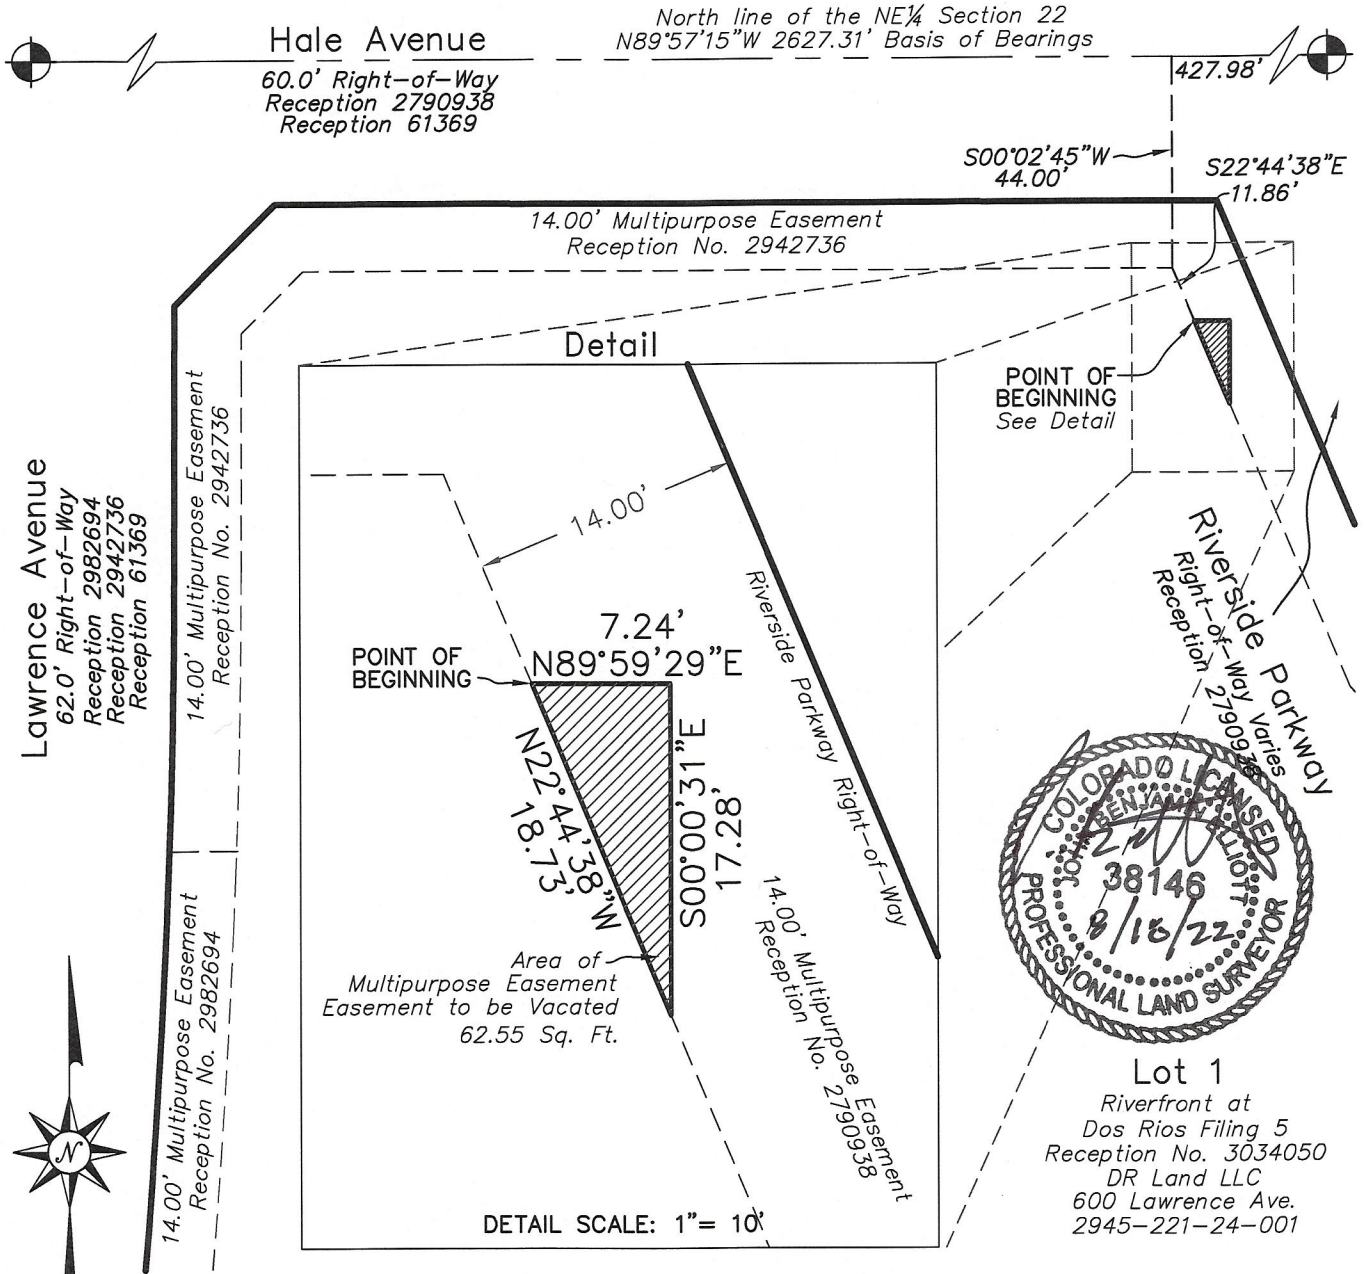 North line of the NE¼ Section 22
N89°57'15"W 2627.31' Basis of Bearings
Hale Avenue
60.0' Right-of-Way
Reception 2790938
Reception 61369
427.98'
S00°02'45"W
44.00'
S22°44'38"E
11.86'
14.00' Multipurpose Easement
Reception No. 2942736
Detail
POINT OF
BEGINNING
See Detail
14.00' Multipurpose Easement
Reception No. 2942736
Lawrence Avenue
62.0' Right-of-Way
Reception 2982694
Reception 2942736
Reception 61369
14.00'
Riverside Parkway
Right-of-Way Varies
Reception 2790938
Riverside Parkway Right-of-Way
7.24'
N89°59'29"E
POINT OF
BEGINNING
N22°44'38"W
18.73'
S00°00'31"E
17.28'
Area of
Multipurpose Easement
Easement to be Vacated
62.55 Sq. Ft.
14.00' Multipurpose Easement
Reception No. 2790938
14.00' Multipurpose Easement
Reception No. 2982694
COLORADO LICENSED
JOHN BENJAMIN ELLIOTT
38146
8/18/22
PROFESSIONAL LAND SURVEYOR
N
DETAIL SCALE: 1"= 10'
Lot 1
Riverfront at
Dos Rios Filing 5
Reception No. 3034050
DR Land LLC
600 Lawrence Ave.
2945-221-24-001